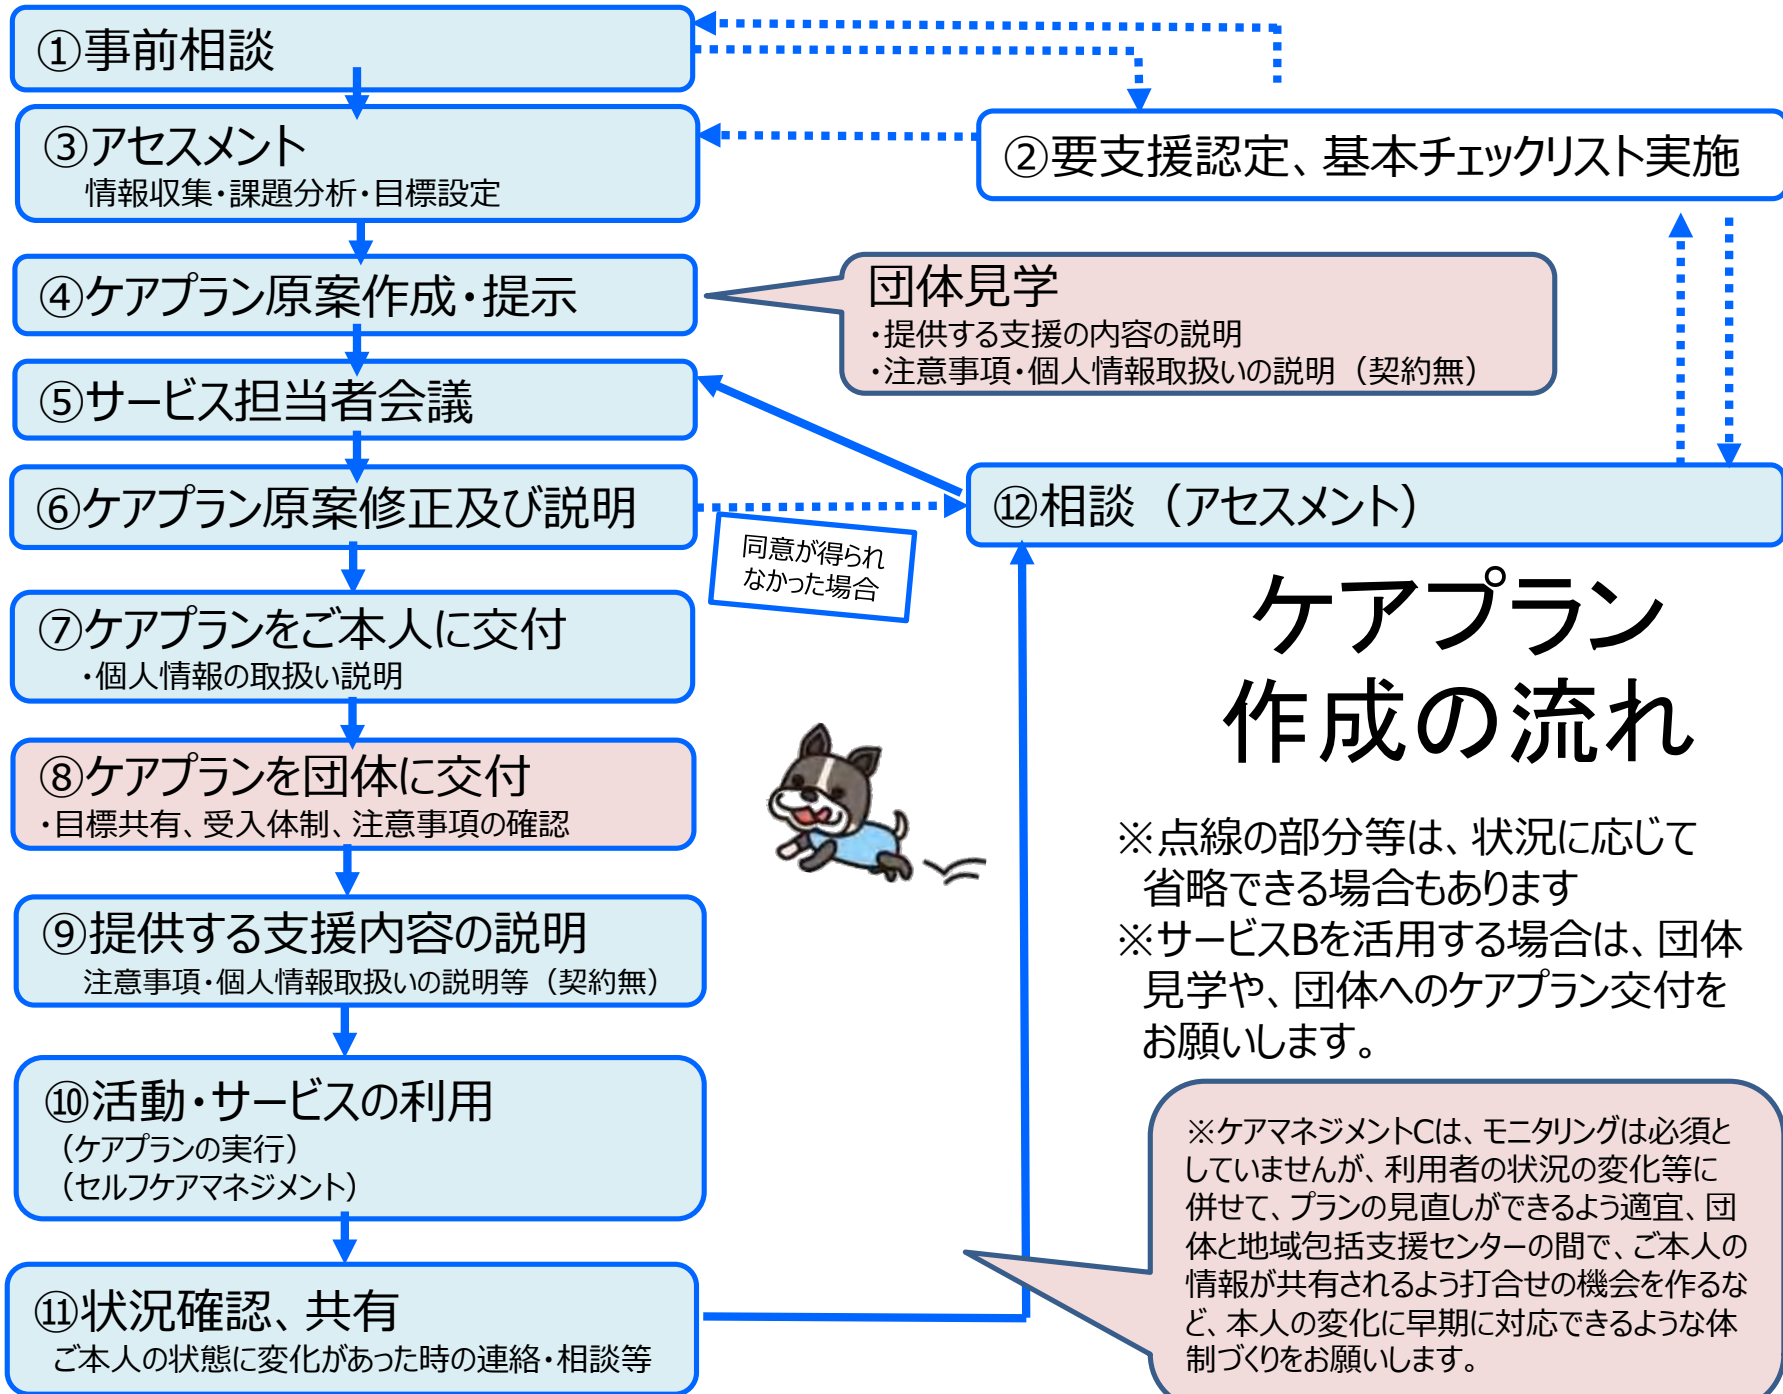 ①事前相談
③アセスメント
情報収集・課題分析・目標設定
②要支援認定、基本チェックリスト実施
④ケアプラン原案作成・提示
団体見学
・提供する支援の内容の説明
・注意事項・個人情報取扱いの説明（契約無）
⑤サービス担当者会議
⑥ケアプラン原案修正及び説明
同意が得られ
なかった場合
⑫相談（アセスメント）
⑦ケアプランをご本人に交付
・個人情報の取扱い説明
⑧ケアプランを団体に交付
・目標共有、受入体制、注意事項の確認
⑨提供する支援内容の説明
注意事項・個人情報取扱いの説明等（契約無）
⑩活動・サービスの利用
（ケアプランの実行）
（セルフケアマネジメント）
⑪状況確認、共有
ご本人の状態に変化があった時の連絡・相談等
ケアプラン
作成の流れ
※点線の部分等は、状況に応じて
省略できる場合もあります
※サービスBを活用する場合は、団体
見学や、団体へのケアプラン交付を
お願いします。
※ケアマネジメントCは、モニタリングは必須と
していませんが、利用者の状況の変化等に
併せて、プランの見直しができるよう適宜、団
体と地域包括支援センターの間で、ご本人の
情報が共有されるよう打合せの機会を作るな
ど、本人の変化に早期に対応できるような体
制づくりをお願いします。